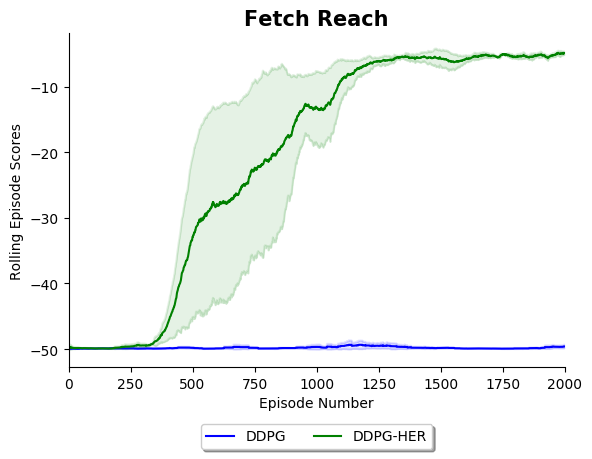 Fetch Reach
Rolling Episode Scores
−10
−20
−30
−40
−50
0 250 500 750 1000 1250 1500 1750 2000
Episode Number
DDPG DDPG-HER